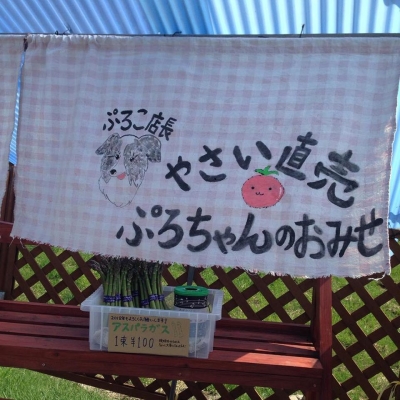 ぷろこ店長
やさい直売
ぷろちゃんのおみせ
アスパラガス
1束¥100